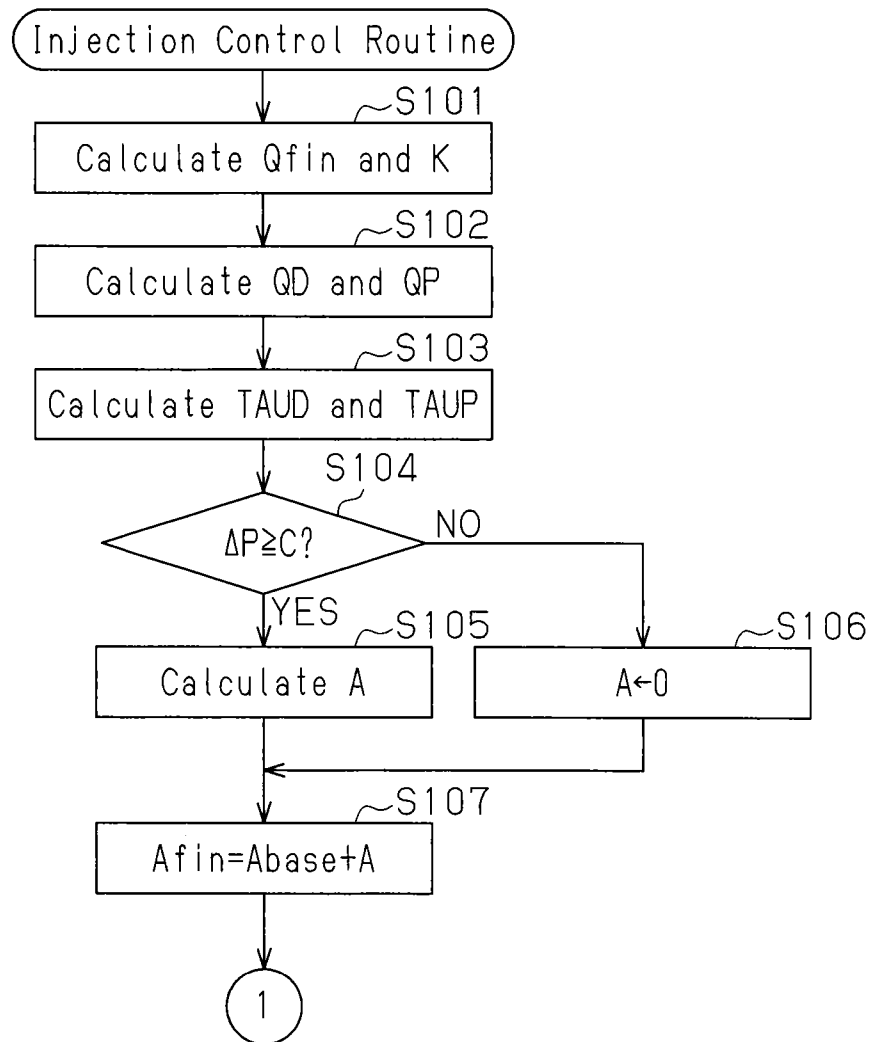 Injection Control Routine
S101
Calculate Qfin and K
S102
Calculate QD and QP
S103
Calculate TAUD and TAUP
S104
ΔP≧C?
NO
YES
S105
Calculate A
S106
A←0
S107
Afin=Abase+A
1